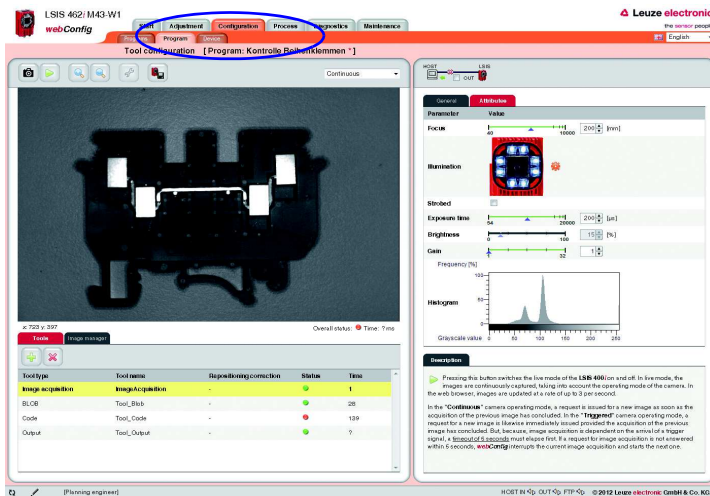 LSIS 462i M43-W1
webConfig
Start Adjustment Configuration Process Diagnostics Maintenance
Programs Program Device
Leuze electronic
the sensor people
English
Tool configuration [Program: Kontrolle Reihenklemmen *]
Continuous
HOST LSIS
OUT
General Attributes
Parameter Value
Focus 40 10000 200 [mm]
Illumination
Strobed
Exposure time 54 20000 200 [µs]
Brightness 0 100 15 [%]
Gain 1 32 1
Frequency [%]
100
Histogram 50
0
Grayscale value 0 50 100 150 200 250
x: 723 y: 397
Overall status: Time: ? ms
Tools Image manager
Tool type Tool name Repositioning correction Status Time
Image acquisition ImageAcquisition - 1
BLOB Tool_Blob - 28
Code Tool_Code - 139
Output Tool_Output - ?
Description
Pressing this button switches the live mode of the LSIS 400i on and off. In live mode, the
images are continuously captured, taking into account the operating mode of the camera. In
the web browser, images are updated at a rate of up to 3 per second.
In the "Continuous" camera operating mode, a request is issued for a new image as soon as the
acquisition of the previous image has concluded. In the "Triggered" camera operating mode, a
request for a new image is likewise immediately issued provided the acquisition of the previous
image has concluded. But, because, image acquisition is dependent on the arrival of a trigger
signal, a timeout of 5 seconds must elapse first. If a request for image acquisition is not answered
within 5 seconds, webConfig interrupts the current image acquisition and starts the next one.
[Planning engineer]
HOST IN OUT FTP © 2012 Leuze electronic GmbH & Co. KG